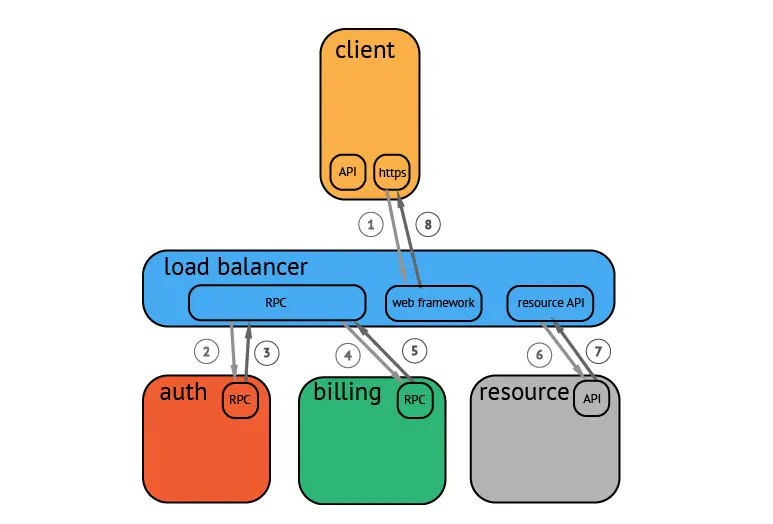 client
API
https
1
8
load balancer
RPC
web framework
resource API
2
3
4
5
6
7
auth
RPC
billing
RPC
resource
API